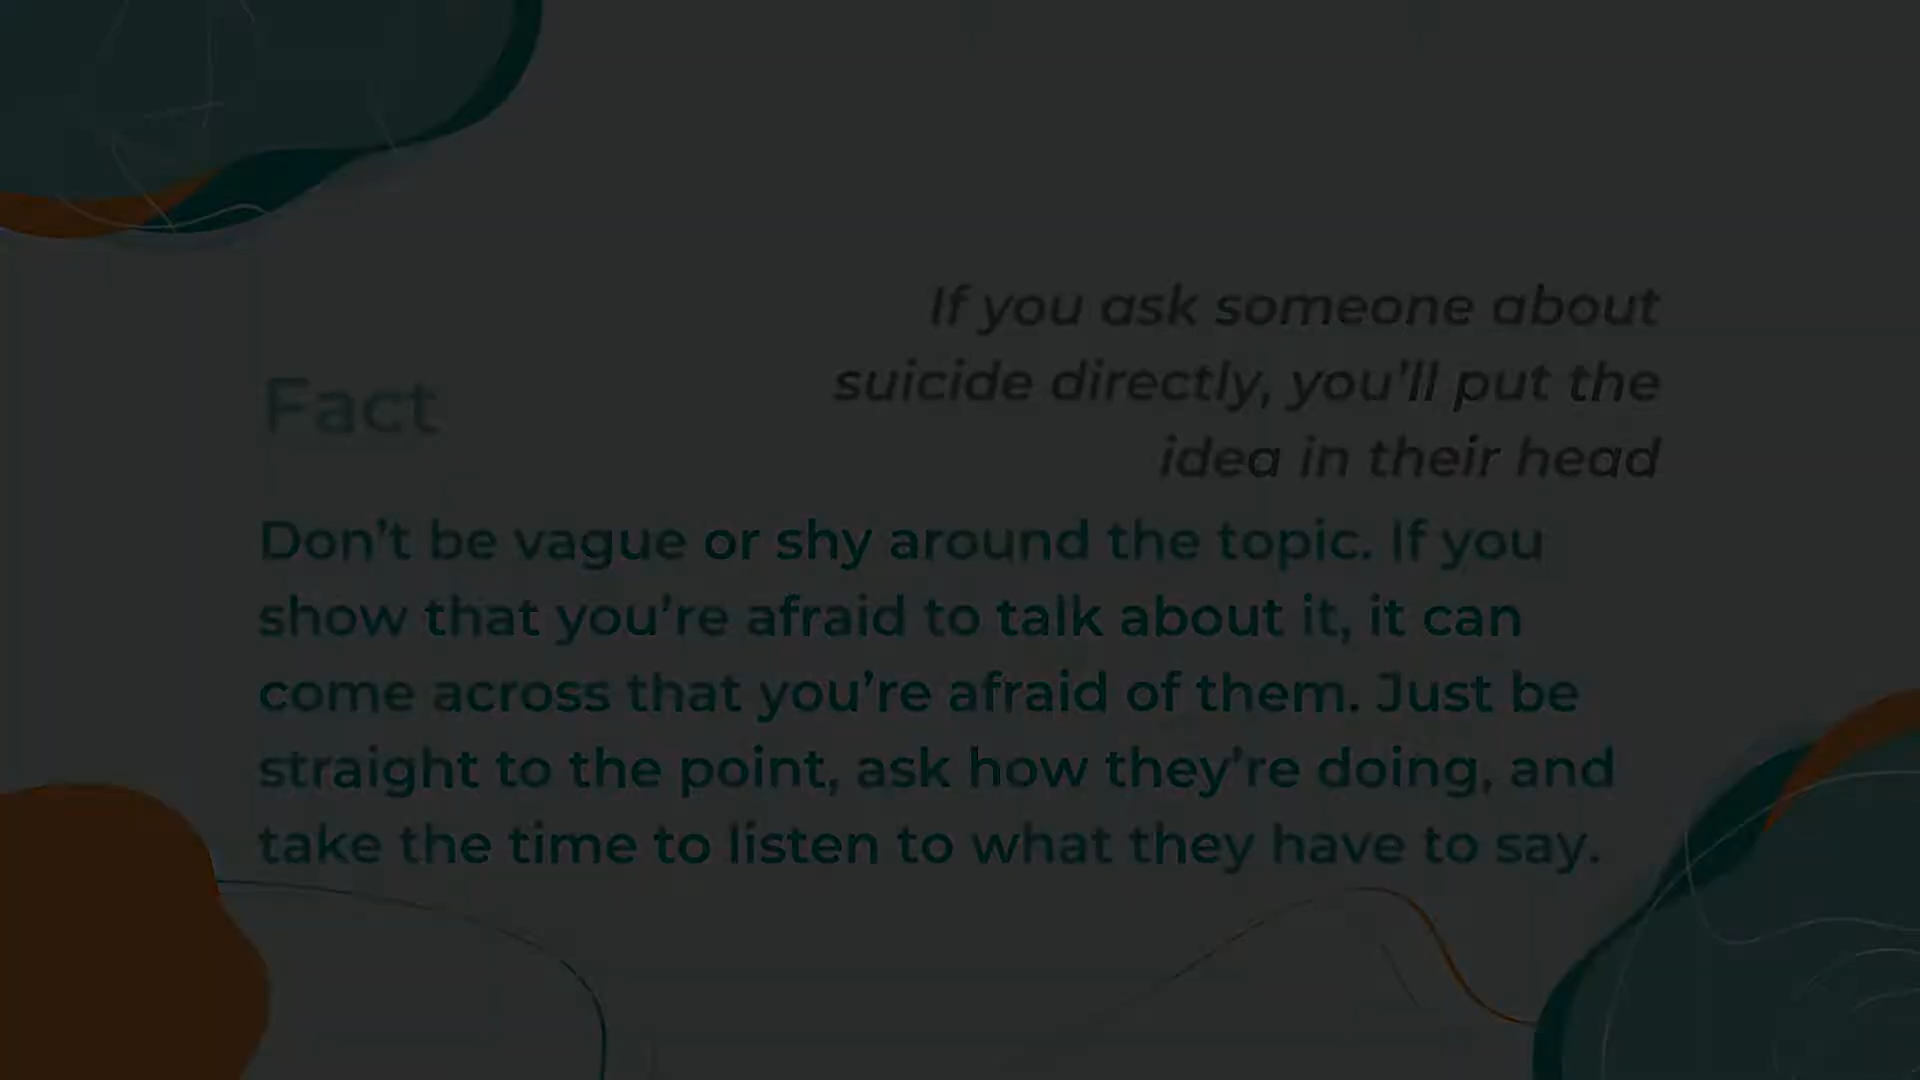 If you ask someone about
suicide directly, you'll put the
idea in their head
Fact
Don't be vague or shy around the topic. If you
show that you're afraid to talk about it, it can
come across that you're afraid of them. Just be
straight to the point, ask how they're doing, and
take the time to listen to what they have to say.